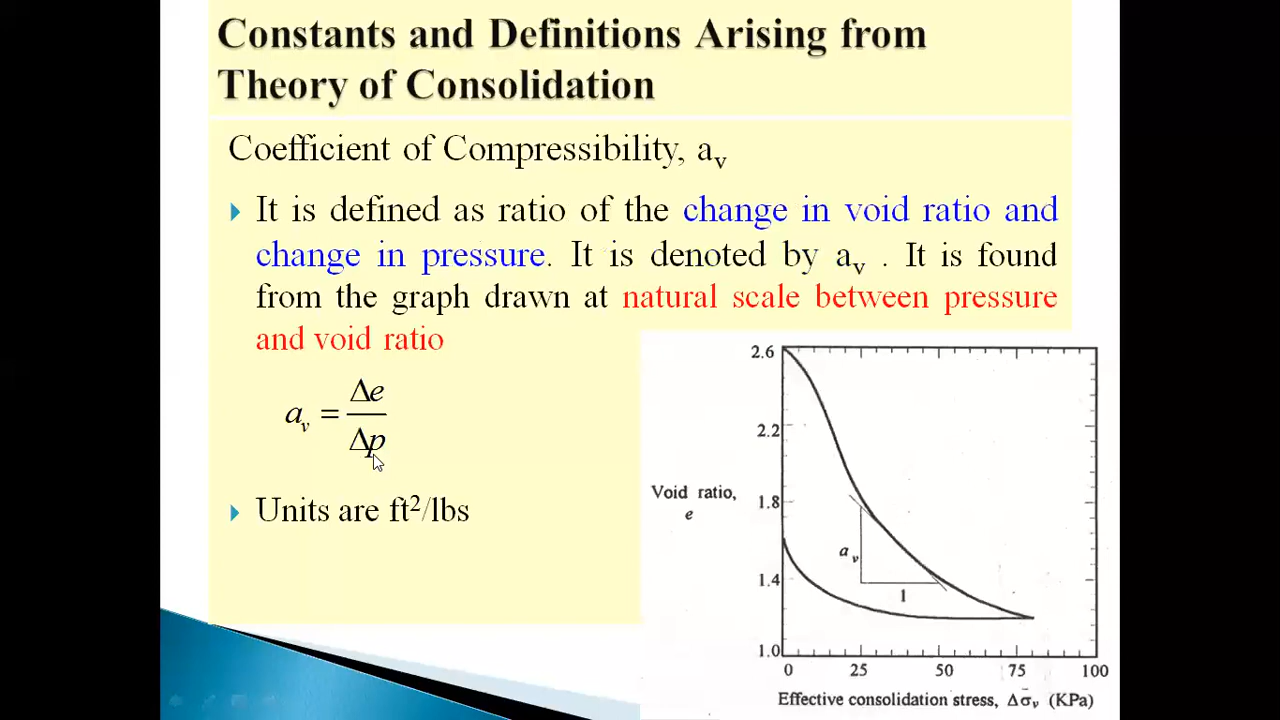 Constants and Definitions Arising from
Theory of Consolidation
Coefficient of Compressibility, aᵥ
It is defined as ratio of the change in void ratio and
change in pressure. It is denoted by aᵥ . It is found
from the graph drawn at natural scale between pressure
and void ratio
aᵥ = Δe / Δp
Units are ft²/lbs
2.6
2.2
1.8
1.4
1.0
Void ratio,
e
aᵥ
1
0 25 50 75 100
Effective consolidation stress, Δσ̄ᵥ (KPa)